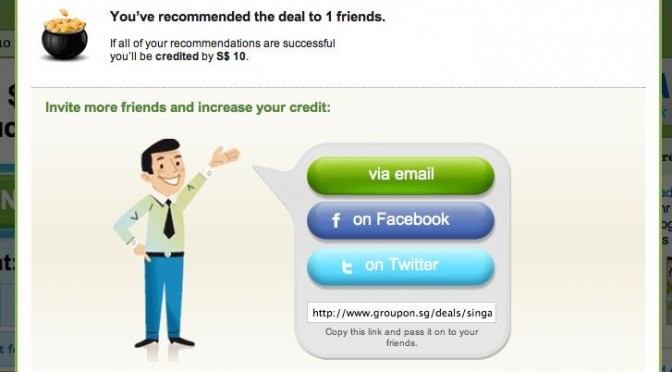 You've recommended the deal to 1 friends.
If all of your recommendations are successful
you'll be credited by S$ 10.
Invite more friends and increase your credit:
via email
f on Facebook
t on Twitter
http://www.groupon.sg/deals/singa
Copy this link and pass it on to your
friends.